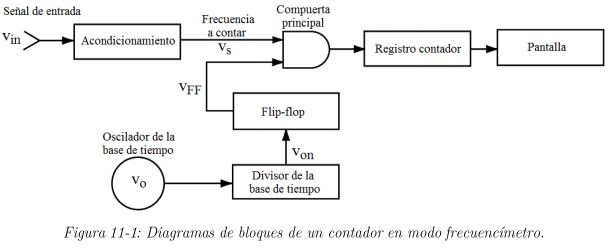 Señal de entrada
Vin
Acondicionamiento
Frecuencia
a contar
Vs
Compuerta
principal
Registro contador
Pantalla
VFF
Flip-flop
Von
Oscilador de la
base de tiempo
Vo
Divisor de la
base de tiempo
Figura 11-1: Diagramas de bloques de un contador en modo frecuencímetro.